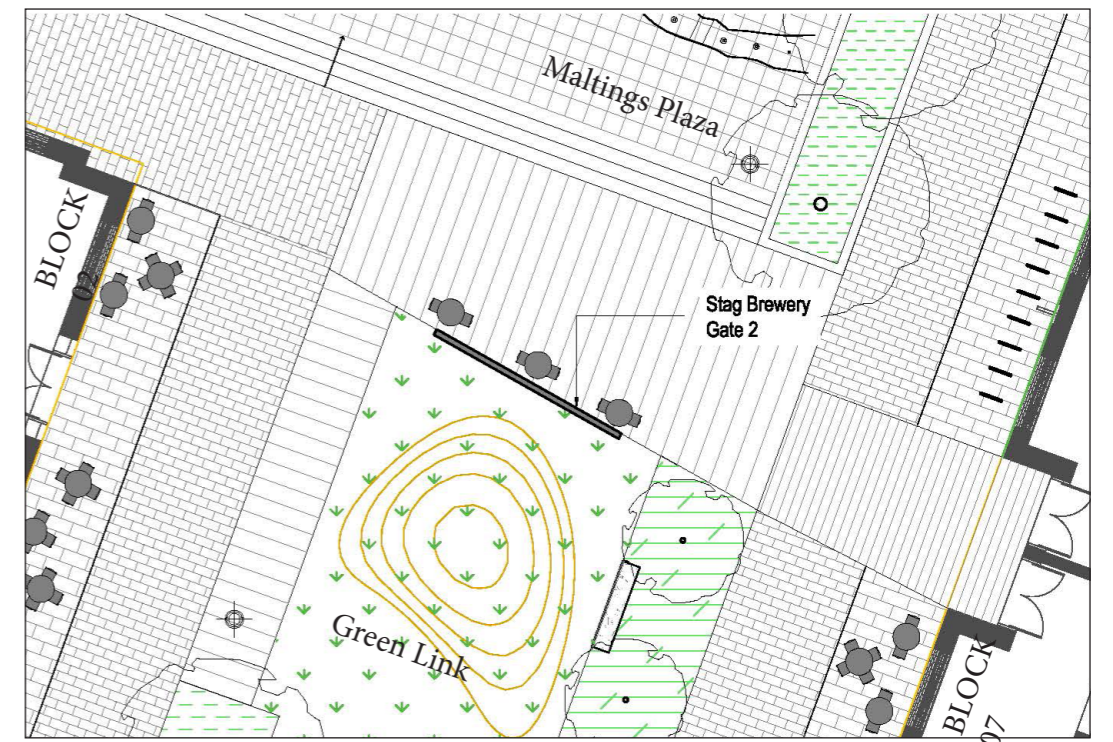 Maltings Plaza
BLOCK
02
Stag Brewery
Gate 2
Green Link
BLOCK
07